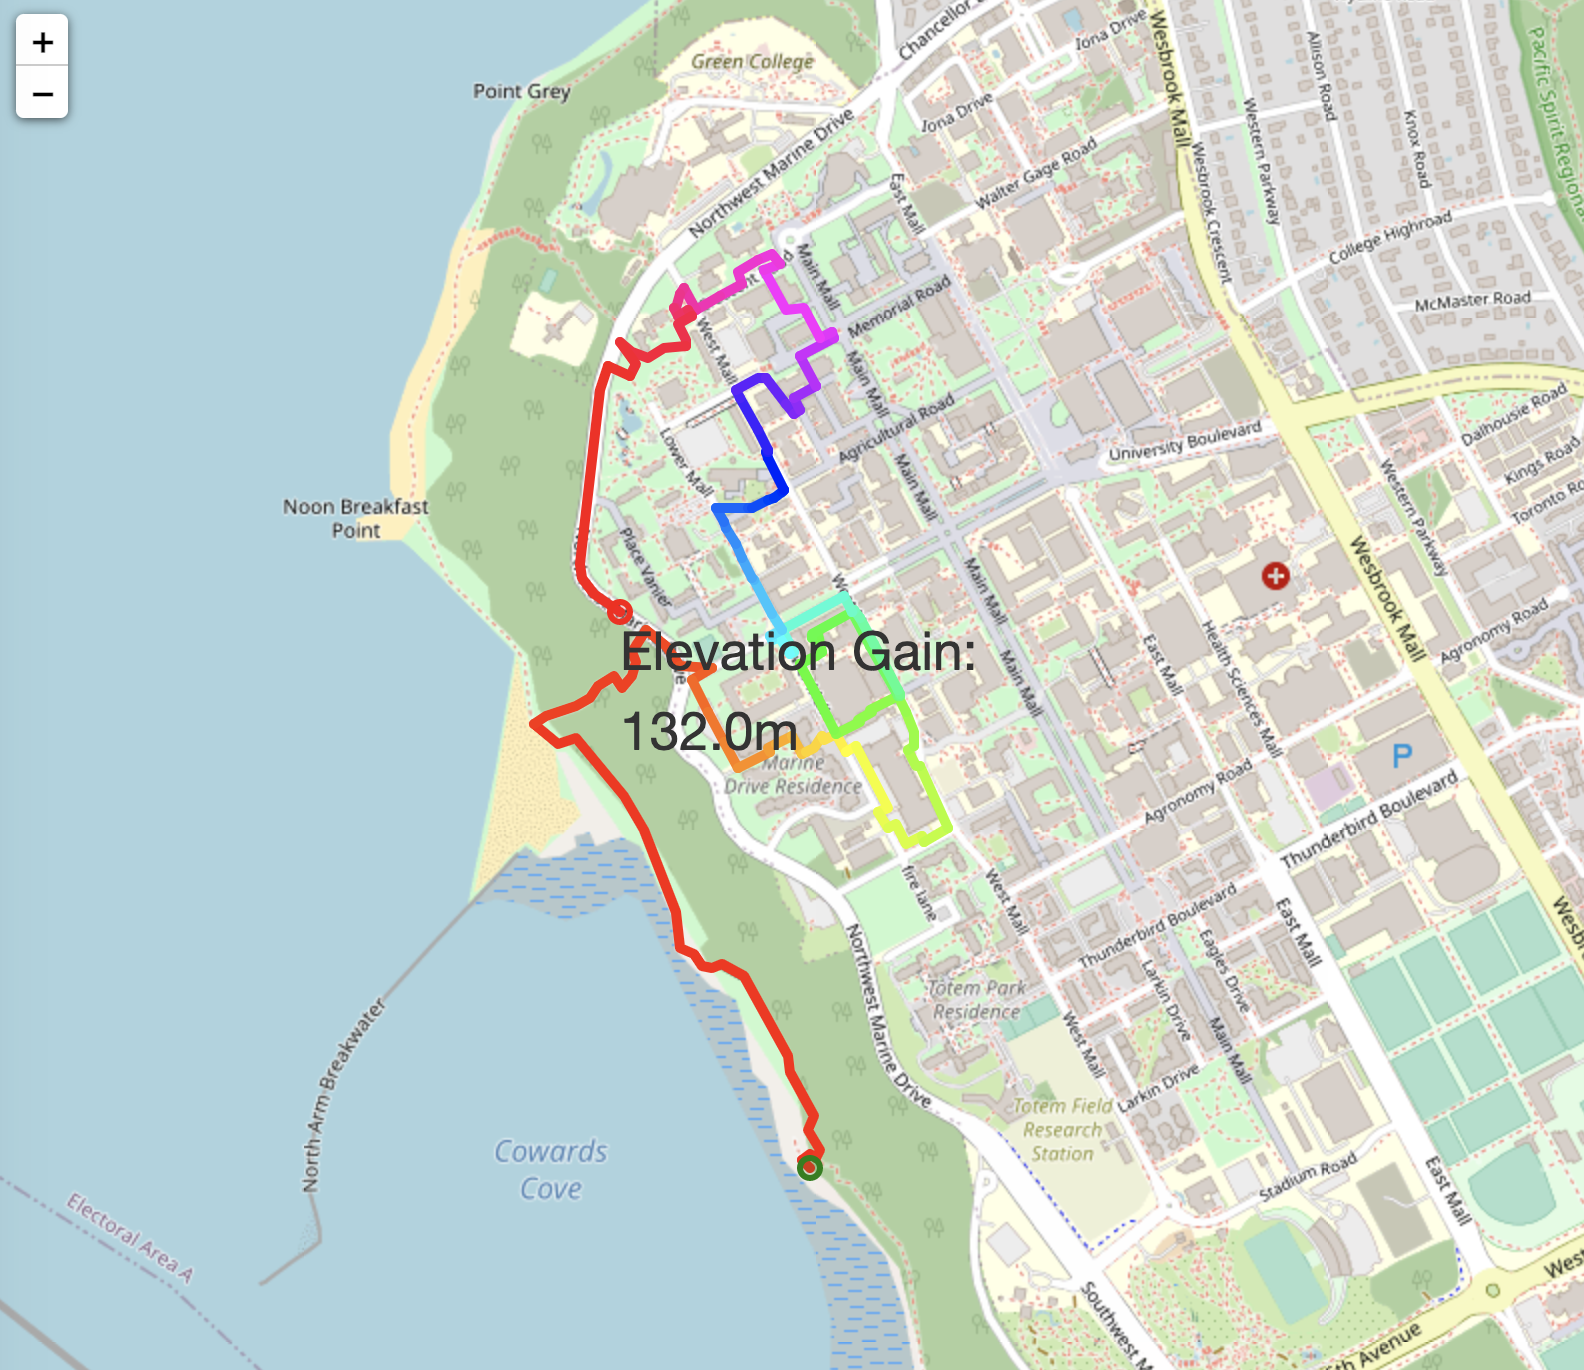 +
−
Point Grey
Green College
Chancellor
Iona Drive
Iona Drive
Wesbrook Mall
Allison Road
Knox Road
Western Parkway
Pacific Spirit Regional
Northwest Marine Drive
East Mall
Walter Gage Road
Wesbrook Crescent
College Highroad
McMaster Road
Main Mall
Memorial Road
West Mall
Main Mall
Agricultural Road
University Boulevard
Dalhousie Road
Kings Road
Toronto
Western Parkway
Lower Mall
Main Mall
Noon Breakfast
Point
Place Vanier
Main Mall
Wesbrook Mall
Agronomy Road
Elevation Gain:
132.0m
Main Mall
East Mall
Health Sciences Mall
P
Marine
Drive Residence
Agronomy Road
Thunderbird Boulevard
fire lane
West Mall
Thunderbird Boulevard
East Mall
Eagles Drive
Larkin Drive
Northwest Marine Drive
Totem Park
Residence
West Mall
Main Mall
Larkin Drive
North Arm Breakwater
Totem Field
Research
Station
Cowards
Cove
Stadium Road
East Mall
Electoral Area A
Southwest M
West
6th Avenue